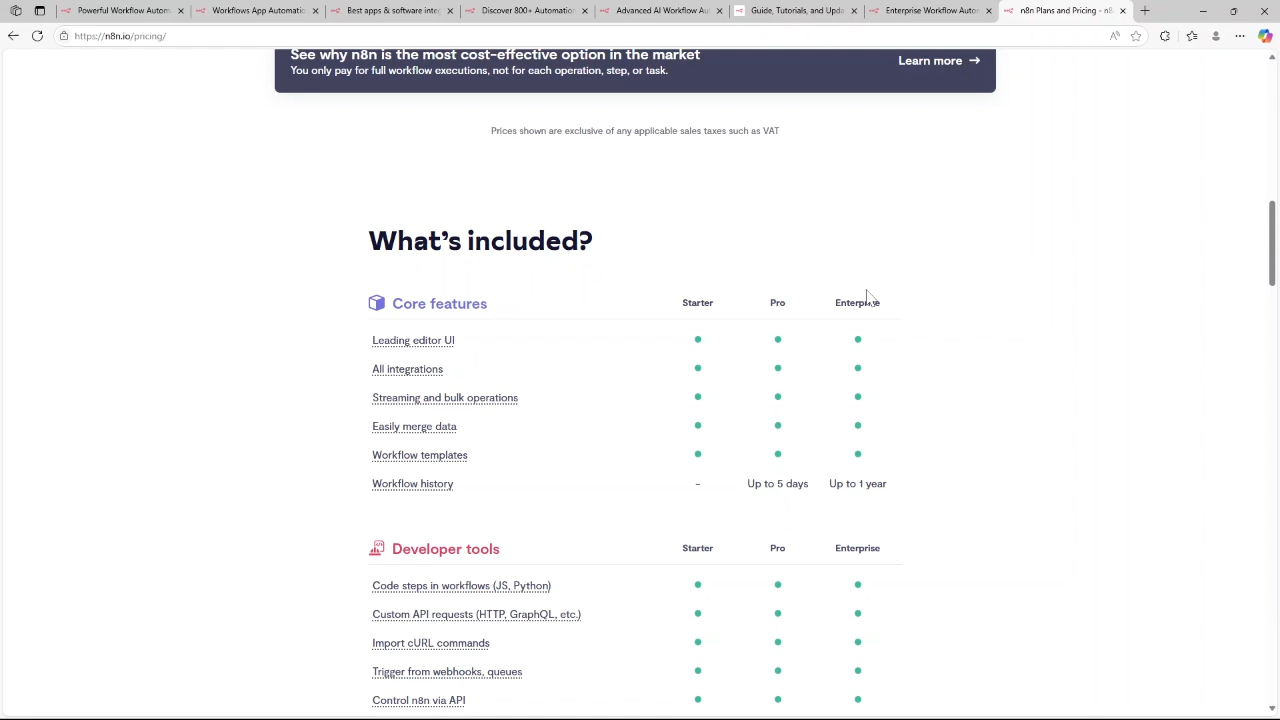 Powerful Workflow Autom
Workflows App Automatic
Best apps & software integ
Discover 800+ Automation
Advanced AI Workflow Aut
Guide, Tutorials, and Upda
Enterprise Workflow Autom
n8n Plans and Pricing - n8n
https://n8n.io/pricing/
See why n8n is the most cost-effective option in the market
You only pay for full workflow executions, not for each operation, step, or task.
Learn more →
Prices shown are exclusive of any applicable sales taxes such as VAT
What's included?
Core features Starter Pro Enterprise
Leading editor UI
All integrations
Streaming and bulk operations
Easily merge data
Workflow templates
Workflow history - Up to 5 days Up to 1 year
Developer tools Starter Pro Enterprise
Code steps in workflows (JS, Python)
Custom API requests (HTTP, GraphQL, etc.)
Import cURL commands
Trigger from webhooks, queues
Control n8n via API